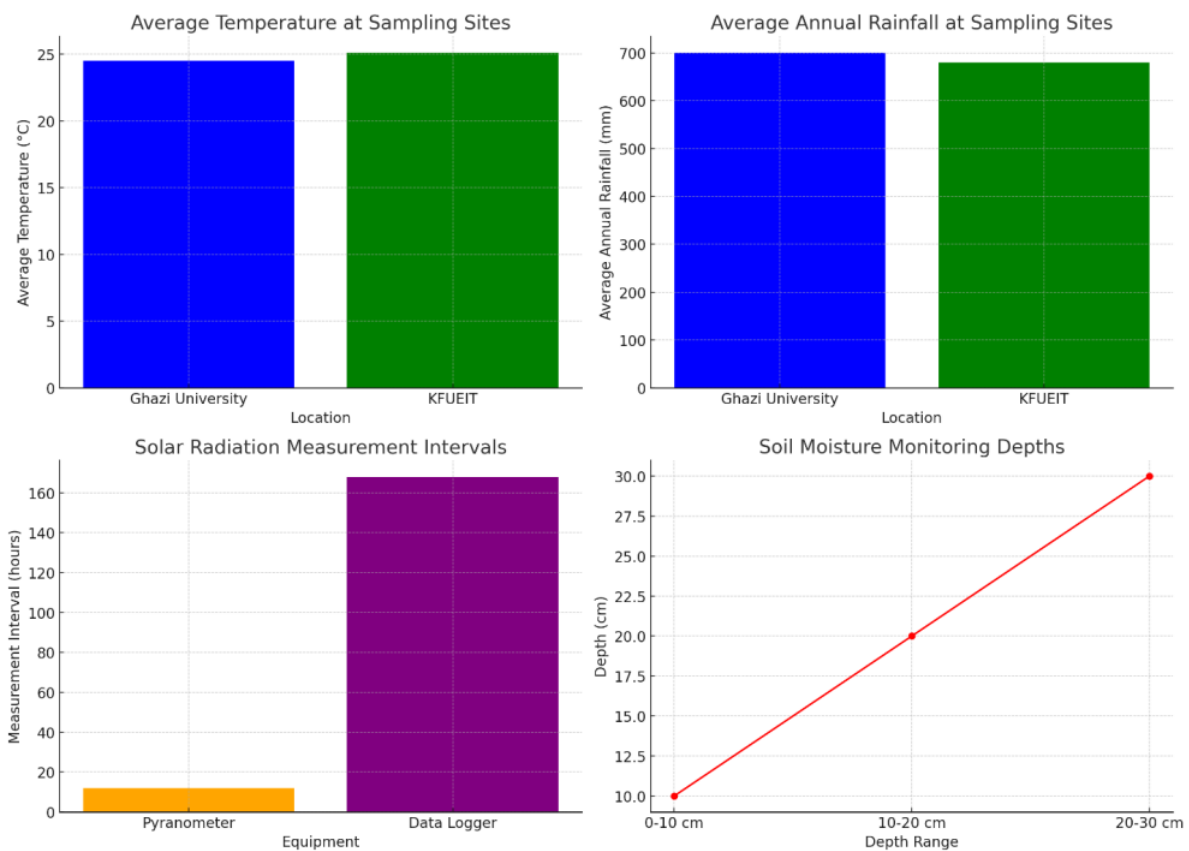 Average Temperature at Sampling Sites
Average Temperature (°C)
25
20
15
10
5
0
Ghazi University
KFUEIT
Location
Average Annual Rainfall at Sampling Sites
Average Annual Rainfall (mm)
700
600
500
400
300
200
100
0
Ghazi University
KFUEIT
Location
Solar Radiation Measurement Intervals
Measurement Interval (hours)
160
140
120
100
80
60
40
20
0
Pyranometer
Data Logger
Equipment
Soil Moisture Monitoring Depths
Depth (cm)
30.0
27.5
25.0
22.5
20.0
17.5
15.0
12.5
10.0
0-10 cm
10-20 cm
20-30 cm
Depth Range